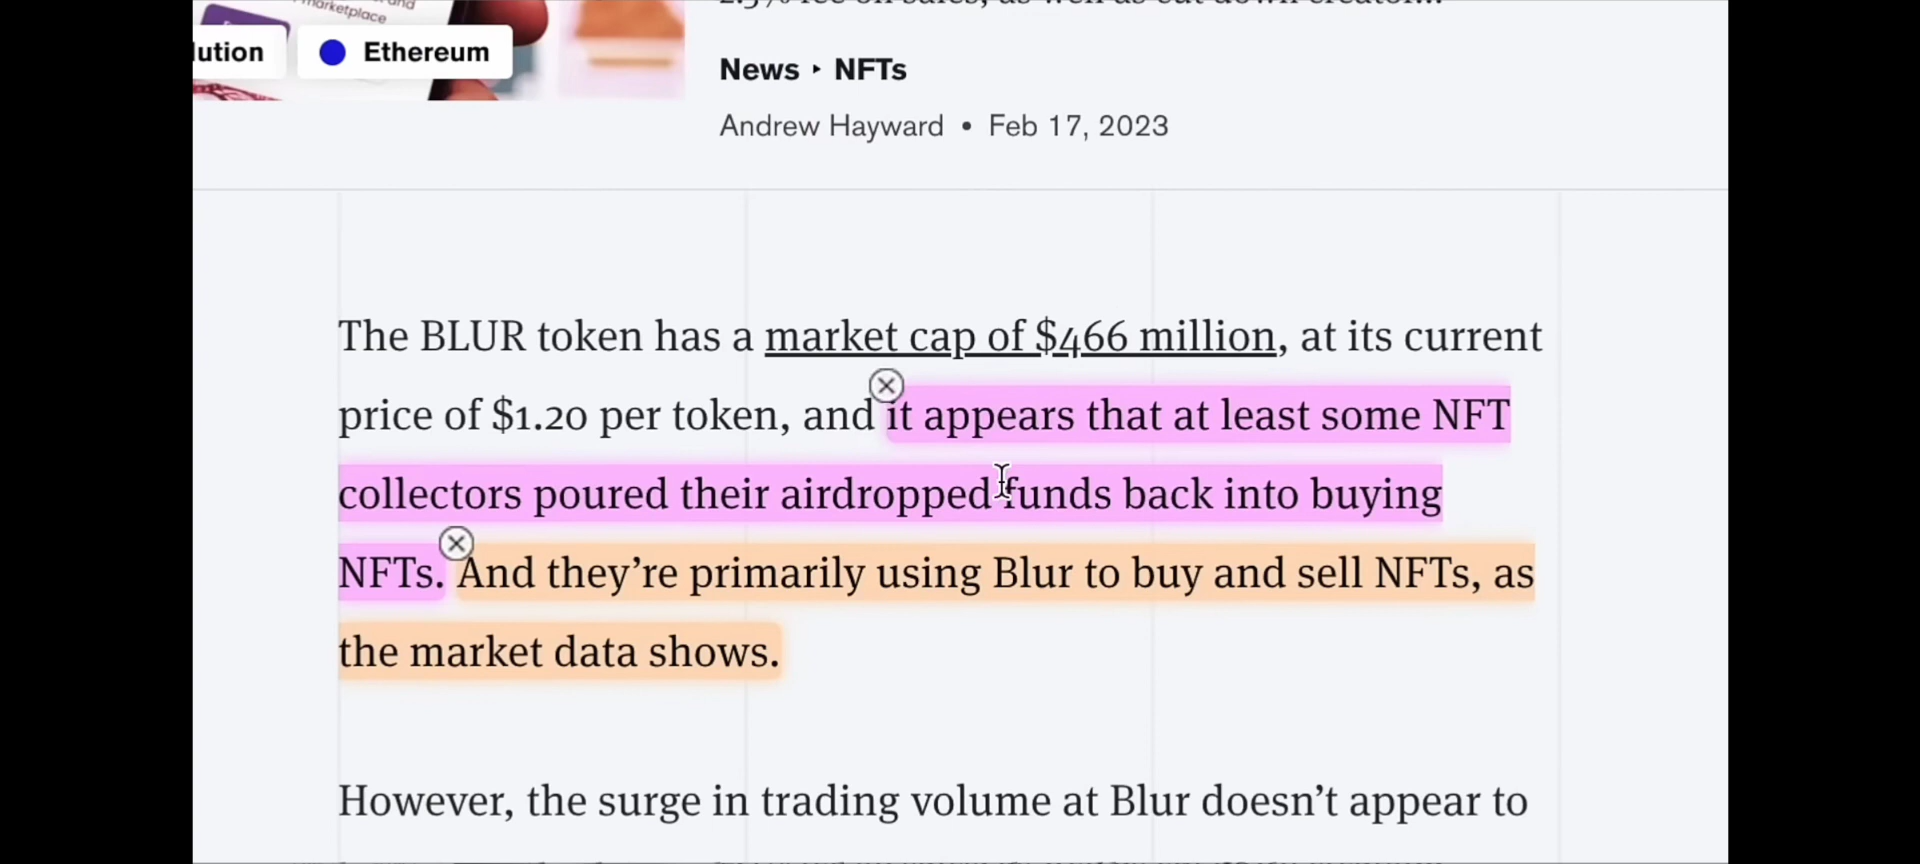 marketplace and
lution
Ethereum
News ‣ NFTs
Andrew Hayward • Feb 17, 2023
The BLUR token has a market cap of $466 million, at its current
price of $1.20 per token, and it appears that at least some NFT
collectors poured their airdropped funds back into buying
NFTs. And they’re primarily using Blur to buy and sell NFTs, as
the market data shows.
However, the surge in trading volume at Blur doesn’t appear to